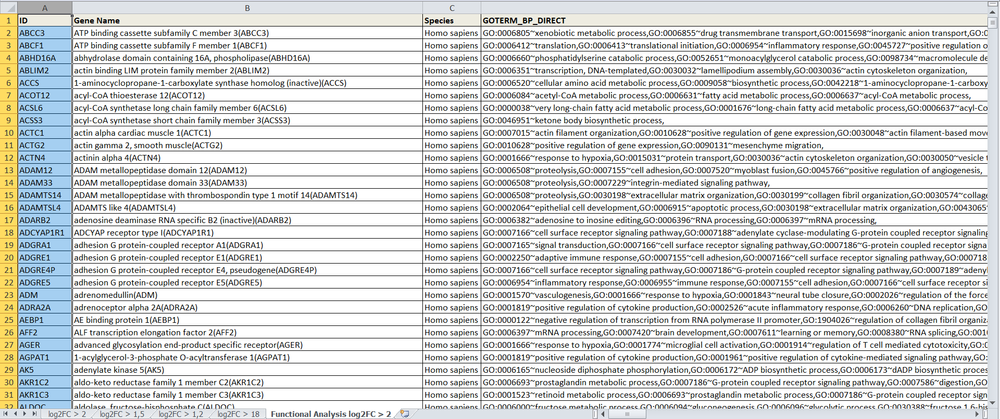 A B C
1 ID Gene Name Species GOTERM_BP_DIRECT
2 ABCC3 ATP binding cassette subfamily C member 3(ABCC3) Homo sapiens GO:0006805~xenobiotic metabolic process,GO:0006855~drug transmembrane transport,GO:0015698~inorganic anion transport,GO:0
3 ABCF1 ATP binding cassette subfamily F member 1(ABCF1) Homo sapiens GO:0006412~translation,GO:0006413~translational initiation,GO:0006954~inflammatory response,GO:0045727~positive regulation o
4 ABHD16A abhydrolase domain containing 16A, phospholipase(ABHD16A) Homo sapiens GO:0006660~phosphatidylserine catabolic process,GO:0052651~monoacylglycerol catabolic process,GO:0098734~macromolecule de
5 ABLIM2 actin binding LIM protein family member 2(ABLIM2) Homo sapiens GO:0006351~transcription, DNA-templated,GO:0030032~lamellipodium assembly,GO:0030036~actin cytoskeleton organization,
6 ACCS 1-aminocyclopropane-1-carboxylate synthase homolog (inactive)(ACCS) Homo sapiens GO:0006520~cellular amino acid metabolic process,GO:0009058~biosynthetic process,GO:0042218~1-aminocyclopropane-1-carboxy
7 ACOT12 acyl-CoA thioesterase 12(ACOT12) Homo sapiens GO:0006084~acetyl-CoA metabolic process,GO:0006631~fatty acid metabolic process,GO:0006637~acyl-CoA metabolic process,
8 ACSL6 acyl-CoA synthetase long chain family member 6(ACSL6) Homo sapiens GO:0000038~very long-chain fatty acid metabolic process,GO:0001676~long-chain fatty acid metabolic process,GO:0006637~acyl-Co
9 ACSS3 acyl-CoA synthetase short chain family member 3(ACSS3) Homo sapiens GO:0046951~ketone body biosynthetic process,
10 ACTC1 actin alpha cardiac muscle 1(ACTC1) Homo sapiens GO:0007015~actin filament organization,GO:0010628~positive regulation of gene expression,GO:0030048~actin filament-based move
11 ACTG2 actin gamma 2, smooth muscle(ACTG2) Homo sapiens GO:0010628~positive regulation of gene expression,GO:0090131~mesenchyme migration,
12 ACTN4 actinin alpha 4(ACTN4) Homo sapiens GO:0001666~response to hypoxia,GO:0015031~protein transport,GO:0030036~actin cytoskeleton organization,GO:0030050~vesicle t
13 ADAM12 ADAM metallopeptidase domain 12(ADAM12) Homo sapiens GO:0006508~proteolysis,GO:0007155~cell adhesion,GO:0007520~myoblast fusion,GO:0045766~positive regulation of angiogenesis,
14 ADAM33 ADAM metallopeptidase domain 33(ADAM33) Homo sapiens GO:0006508~proteolysis,GO:0007229~integrin-mediated signaling pathway,
15 ADAMTS14 ADAM metallopeptidase with thrombospondin type 1 motif 14(ADAMTS14) Homo sapiens GO:0006508~proteolysis,GO:0030198~extracellular matrix organization,GO:0030199~collagen fibril organization,GO:0030574~collage
16 ADAMTSL4 ADAMTS like 4(ADAMTSL4) Homo sapiens GO:0002064~epithelial cell development,GO:0006915~apoptotic process,GO:0030198~extracellular matrix organization,GO:0043065~
17 ADARB2 adenosine deaminase RNA specific B2 (inactive)(ADARB2) Homo sapiens GO:0006382~adenosine to inosine editing,GO:0006396~RNA processing,GO:0006397~mRNA processing,
18 ADCYAP1R1 ADCYAP receptor type I(ADCYAP1R1) Homo sapiens GO:0007166~cell surface receptor signaling pathway,GO:0007188~adenylate cyclase-modulating G-protein coupled receptor signaling
19 ADGRA1 adhesion G protein-coupled receptor A1(ADGRA1) Homo sapiens GO:0007165~signal transduction,GO:0007166~cell surface receptor signaling pathway,GO:0007186~G-protein coupled receptor signa
20 ADGRE1 adhesion G protein-coupled receptor E1(ADGRE1) Homo sapiens GO:0002250~adaptive immune response,GO:0007155~cell adhesion,GO:0007166~cell surface receptor signaling pathway,GO:000718
21 ADGRE4P adhesion G protein-coupled receptor E4, pseudogene(ADGRE4P) Homo sapiens GO:0007166~cell surface receptor signaling pathway,GO:0007186~G-protein coupled receptor signaling pathway,GO:0007189~adenyl
22 ADGRE5 adhesion G protein-coupled receptor E5(ADGRE5) Homo sapiens GO:0006954~inflammatory response,GO:0006955~immune response,GO:0007155~cell adhesion,GO:0007166~cell surface receptor si
23 ADM adrenomedullin(ADM) Homo sapiens GO:0001570~vasculogenesis,GO:0001666~response to hypoxia,GO:0001843~neural tube closure,GO:0002026~regulation of the force
24 ADRA2A adrenoceptor alpha 2A(ADRA2A) Homo sapiens GO:0001819~positive regulation of cytokine production,GO:0002526~acute inflammatory response,GO:0006260~DNA replication,GO
25 AEBP1 AE binding protein 1(AEBP1) Homo sapiens GO:0000122~negative regulation of transcription from RNA polymerase II promoter,GO:1904026~regulation of collagen fibril organiz
26 AFF2 ALF transcription elongation factor 2(AFF2) Homo sapiens GO:0006397~mRNA processing,GO:0007420~brain development,GO:0007611~learning or memory,GO:0008380~RNA splicing,GO:0010
27 AGER advanced glycosylation end-product specific receptor(AGER) Homo sapiens GO:0001666~response to hypoxia,GO:0001774~microglial cell activation,GO:0001914~regulation of T cell mediated cytotoxicity,GO:0
28 AGPAT1 1-acylglycerol-3-phosphate O-acyltransferase 1(AGPAT1) Homo sapiens GO:0001819~positive regulation of cytokine production,GO:0001961~positive regulation of cytokine-mediated signaling pathway,GO:
29 AK5 adenylate kinase 5(AK5) Homo sapiens GO:0006165~nucleoside diphosphate phosphorylation,GO:0006172~ADP biosynthetic process,GO:0006173~dADP biosynthetic proces
30 AKR1C2 aldo-keto reductase family 1 member C2(AKR1C2) Homo sapiens GO:0006693~prostaglandin metabolic process,GO:0007186~G-protein coupled receptor signaling pathway,GO:0007586~digestion,GO
31 AKR1C3 aldo-keto reductase family 1 member C3(AKR1C3) Homo sapiens GO:0001523~retinoid metabolic process,GO:0006693~prostaglandin metabolic process,GO:0007186~G-protein coupled receptor sign
32 ALDOC aldolase, fructose-bisphosphate C(ALDOC) Homo sapiens GO:0006000~fructose metabolic process,GO:0006094~gluconeogenesis,GO:0006096~glycolytic process,GO:0030388~fructose 1,6-bis
log2FC > 2 log2FC > 1,5 log2FC > 1,2 log2FC > 18 Functional Analysis log2FC > 2